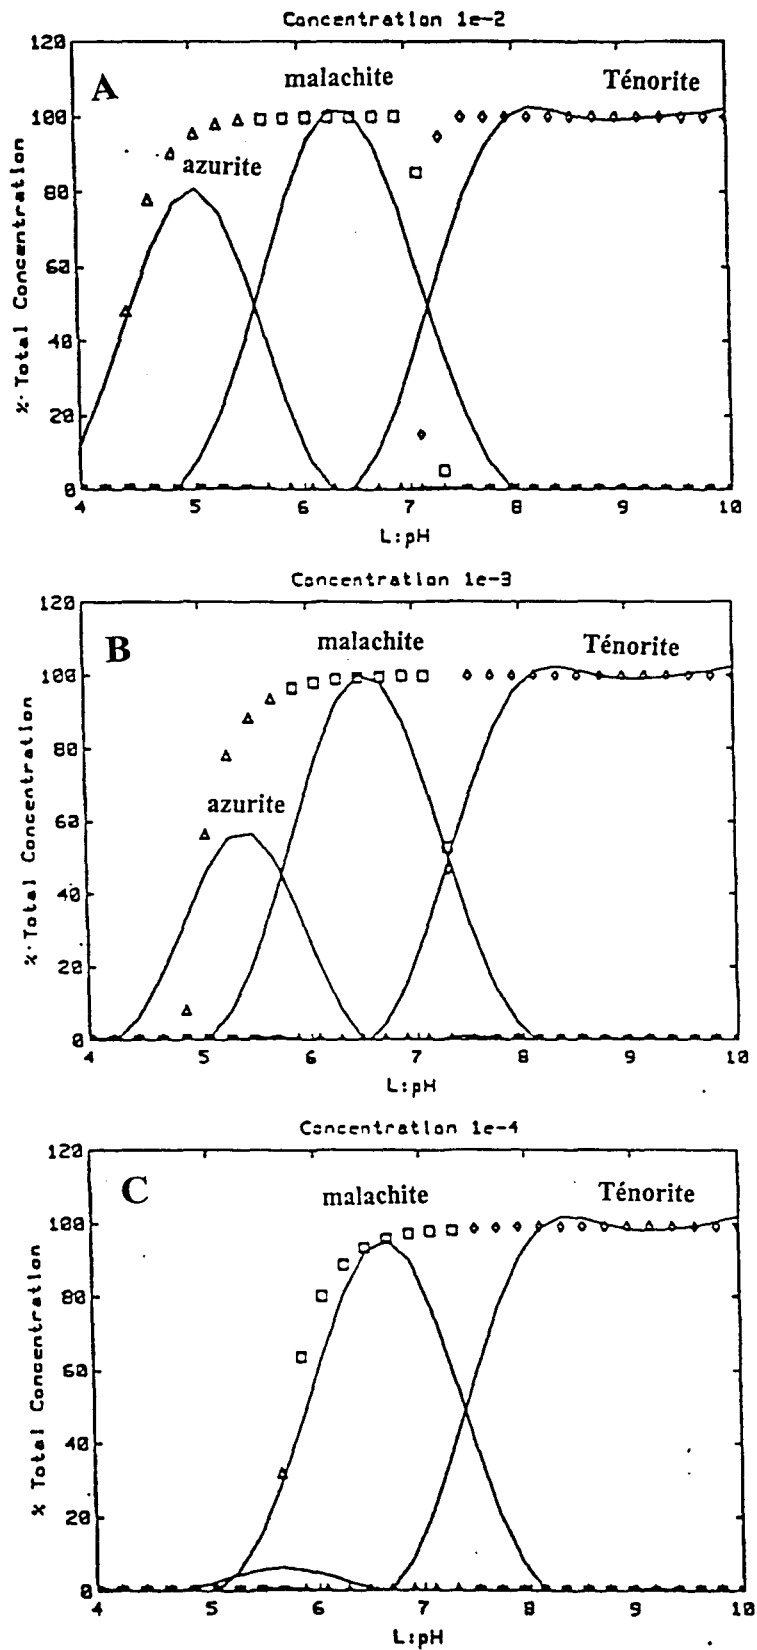 Concentration 1e-2
120
A
malachite
Ténorite
100
azurite
80
60
40
20
0
%·Total Concentration
4 5 6 7 8 9 10
L:pH
Concentration 1e-3
120
B
malachite
Ténorite
100
80
azurite
60
40
20
0
%·Total Concentration
4 5 6 7 8 9 10
L:pH
Concentration 1e-4
120
C
malachite
Ténorite
100
80
60
40
20
0
% Total Concentration
4 5 6 7 8 9 10
L:pH